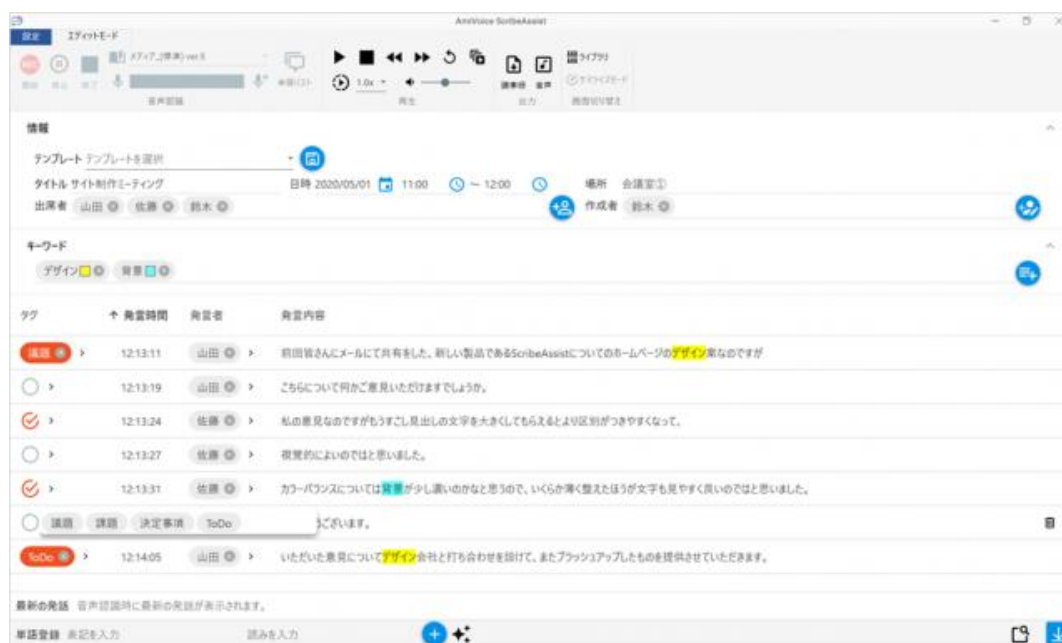 AmiVoice ScribeAssist
設定 エディットモード
1.0x
ライブラリ
議事録 音声
音声認識 再生 出力 画面切り替え
情報
テンプレート テンプレートを選択
タイトル サイト制作ミーティング 日時 2020/05/01 11:00 ~ 12:00 場所 会議室①
出席者 山田 佐藤 鈴木 作成者 鈴木
キーワード
デザイン 背景
タグ ↑ 発言時間 発言者 発言内容
議題 12:13:11 山田 前回皆さんにメールにて共有をした、新しい製品であるScribeAssistについてのホームページのデザイン案なのですが
12:13:19 山田 こちらについて何かご意見いただけますでしょうか。
12:13:24 佐藤 私の意見なのですがもうすこし見出しの文字を大きくしてもらえるとより区別がつきやすくなって、
12:13:27 佐藤 視覚的によいのではと思いました。
12:13:31 佐藤 カラーバランスについては背景が少し濃いのかなと思うので、いくらか薄く整えたほうが文字も見やすく良いのではと思いました。
議題 課題 決定事項 ToDo うございます。
ToDo 12:14:05 山田 いただいた意見についてデザイン会社と打ち合わせを設けて、またブラッシュアップしたものを提供させていただきます。
最新の発話 音声認識時に最新の発話が表示されます。
単語登録 表記を入力 読みを入力